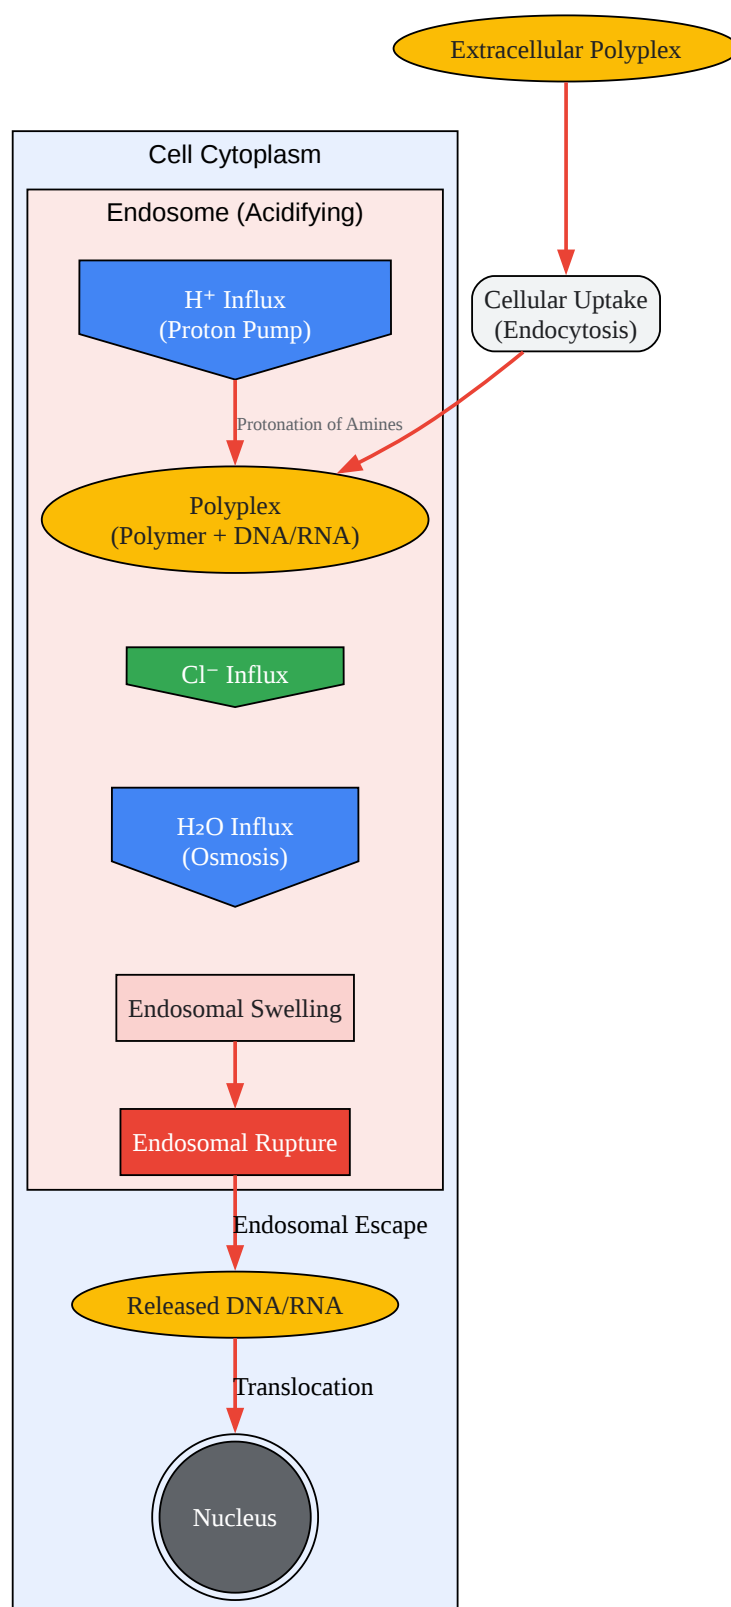 Extracellular Polyplex
Cell Cytoplasm
Endosome (Acidifying)
H⁺ Influx
(Proton Pump)
Cellular Uptake
(Endocytosis)
Protonation of Amines
Polyplex
(Polymer + DNA/RNA)
Cl⁻ Influx
H₂O Influx
(Osmosis)
Endosomal Swelling
Endosomal Rupture
Endosomal Escape
Released DNA/RNA
Translocation
Nucleus